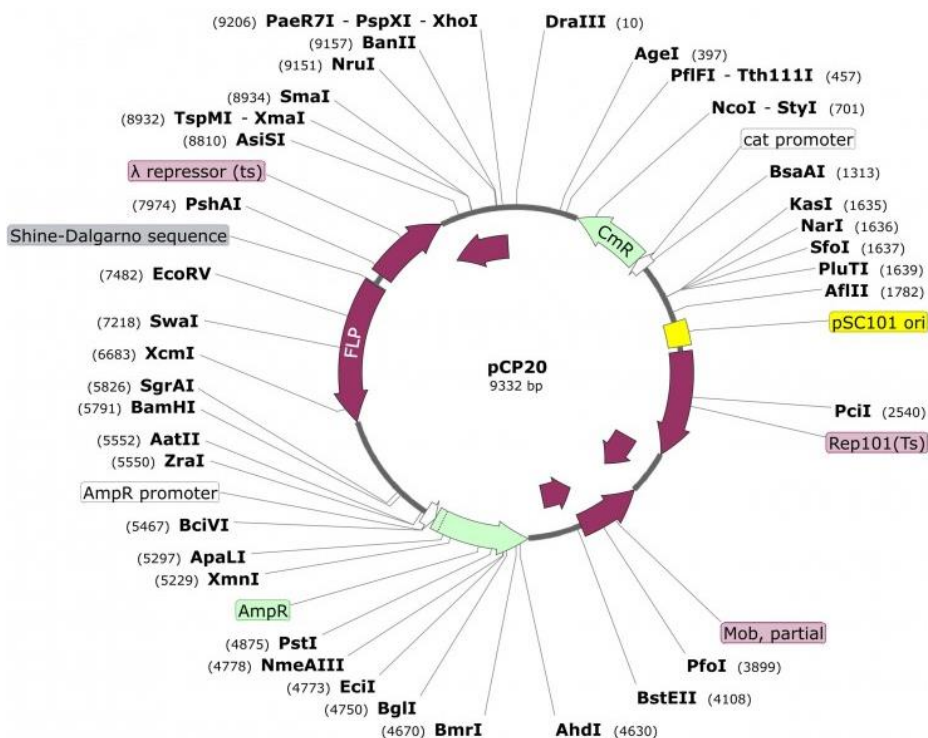 (9206) PaeR7I - PspXI - XhoI
(9157) BanII
(9151) NruI
(8934) SmaI
(8932) TspMI - XmaI
(8810) AsiSI
λ repressor (ts)
(7974) PshAI
Shine-Dalgarno sequence
(7482) EcoRV
(7218) SwaI
(6683) XcmI
(5826) SgrAI
(5791) BamHI
(5552) AatII
(5550) ZraI
AmpR promoter
(5467) BciVI
(5297) ApaLI
(5229) XmnI
AmpR
(4875) PstI
(4778) NmeAIII
(4773) EciI
(4750) BglI
(4670) BmrI
DraIII (10)
AgeI (397)
PflFI - Tth111I (457)
NcoI - StyI (701)
cat promoter
BsaAI (1313)
KasI (1635)
NarI (1636)
SfoI (1637)
PluTI (1639)
AflII (1782)
pSC101 ori
PciI (2540)
Rep101(Ts)
Mob, partial
PfoI (3899)
BstEII (4108)
AhdI (4630)
CmR
FLP
pCP20
9332 bp